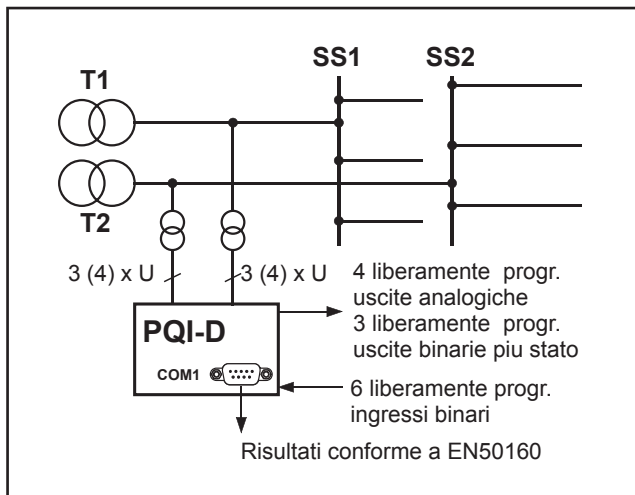 SS1 SS2
T1
T2
3 (4) x U 3 (4) x U
4 liberamente progr.
uscite analogiche
3 liberamente progr.
uscite binarie piu stato
PQI-D
COM1
6 liberamente progr.
ingressi binari
Risultati conforme a EN50160